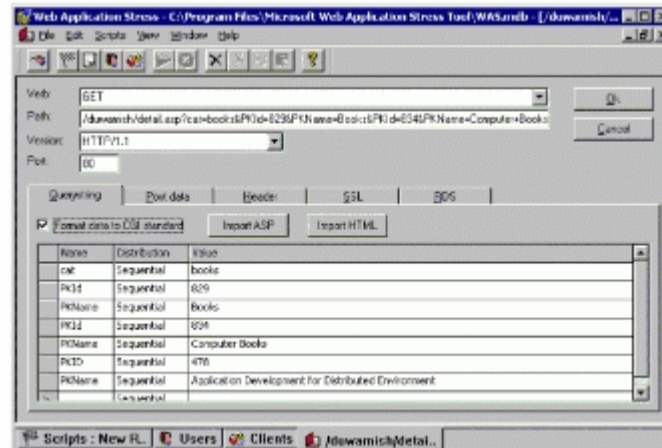 Web Application Stress - C:\Program Files\Microsoft Web Application Stress Tool\WAS.mdb - [/duwamish/...
File Edit Scripts View Window Help
Verb: GET
Ok
Path: /duwamish/detail.asp?cat=books&PKId=829&PKName=Books&PKId=834&PKName=Computer+Books
Cancel
Version: HTTP/1.1
Port: 80
Querystring Post data Header SSL RDS
Format data to CGI standard Import ASP Import HTML
Name Distribution Value
cat Sequential books
PKId Sequential 829
PKName Sequential Books
PKId Sequential 834
PKName Sequential Computer Books
PKID Sequential 478
PKName Sequential Application Development for Distributed Environment
Sequential
Scripts : New R.. Users Clients /duwamish/detail..